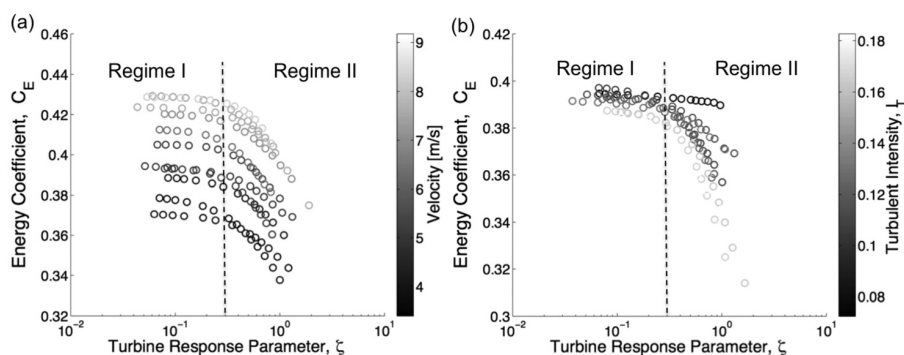 (a)
0.46
0.44
0.42
0.4
0.38
0.36
0.34
0.32
Energy Coefficient, C_E
Regime I
Regime II
10^-2
10^-1
10^0
10^1
Turbine Response Parameter, ζ
9
8
7
6
5
4
Velocity [m/s]
(b)
0.42
0.4
0.38
0.36
0.34
0.32
0.3
Energy Coefficient, C_E
Regime I
Regime II
10^-2
10^-1
10^0
10^1
Turbine Response Parameter, ζ
0.18
0.16
0.14
0.12
0.1
0.08
Turbulent Intensity, I_T